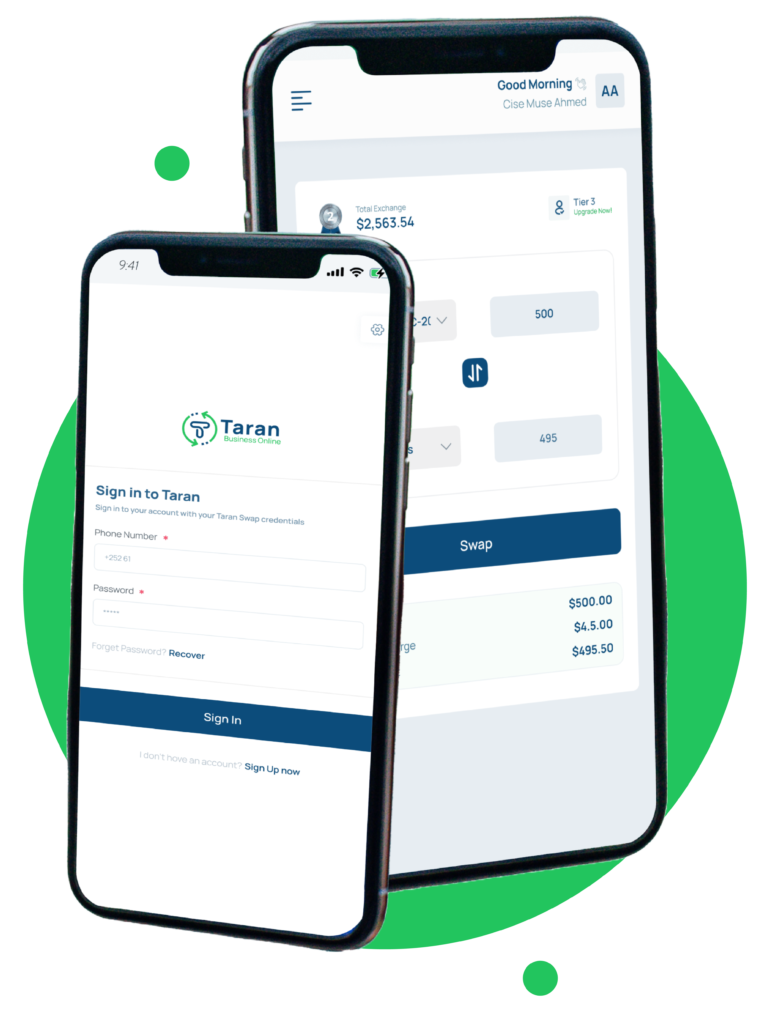 Good Morning
Cise Muse Ahmed
AA
2
Total Exchange
$2,563.54
Tier 3
Upgrade Now!
500
495
Swap
$500.00
$4.5.00
rge
$495.50
9:41
Taran
Business Online
Sign in to Taran
Sign in to your account with your Taran Swap credentials
Phone Number *
+252 61
Password *
*****
Forget Password? Recover
Sign In
I don't have an account? Sign Up now